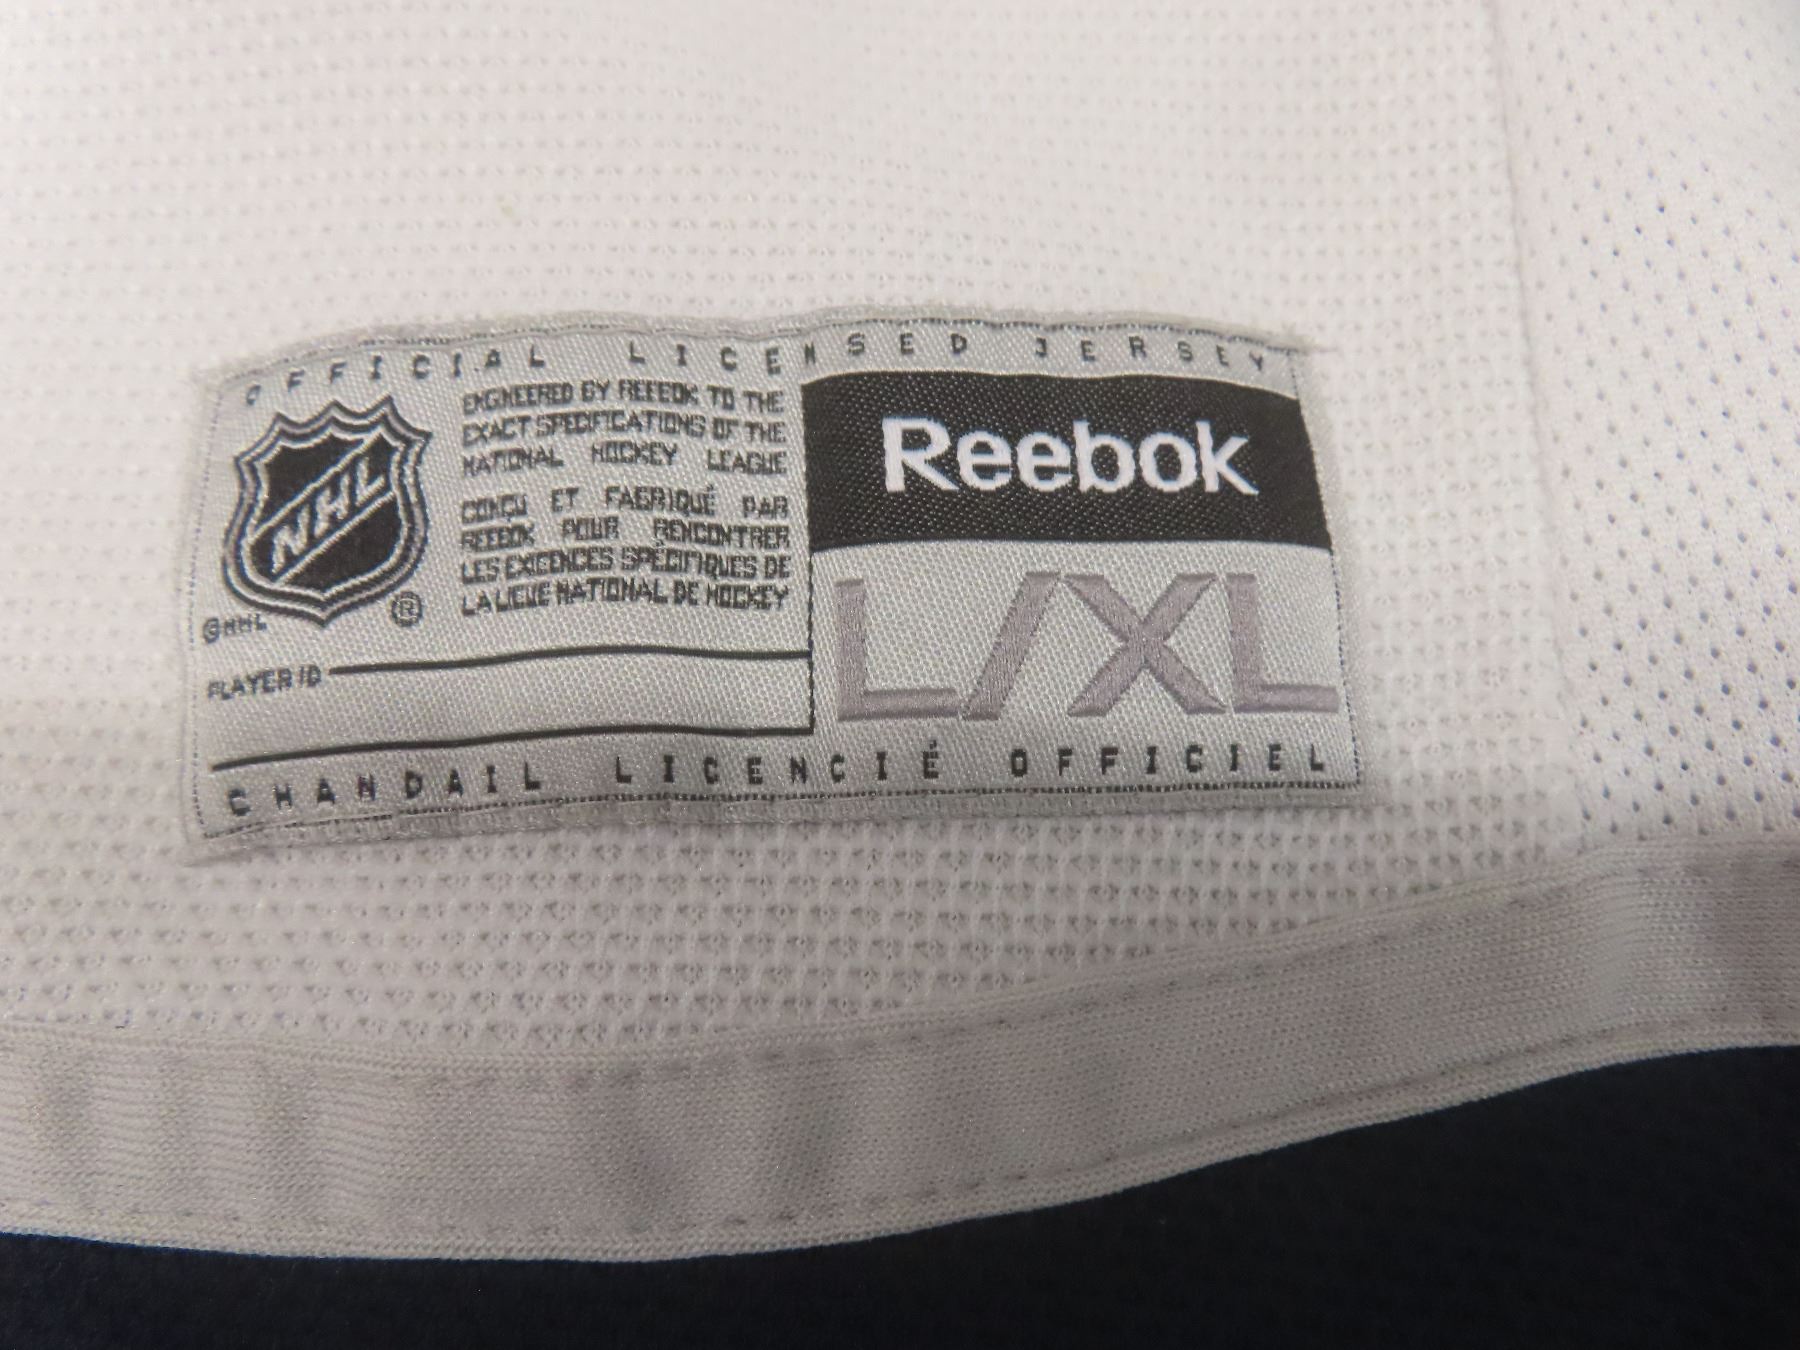 OFFICIAL LICENSED JERSEY
NHL
®
©NHL
ENGINEERED BY REEBOK TO THE
EXACT SPECIFICATIONS OF THE
NATIONAL HOCKEY LEAGUE
CONÇU ET FABRIQUÉ PAR
REEBOK POUR RENCONTRER
LES EXIGENCES SPÉCIFIQUES DE
LA LIGUE NATIONAL DE HOCKEY
PLAYER ID
Reebok
L/XL
CHANDAIL LICENCIÉ OFFICIEL